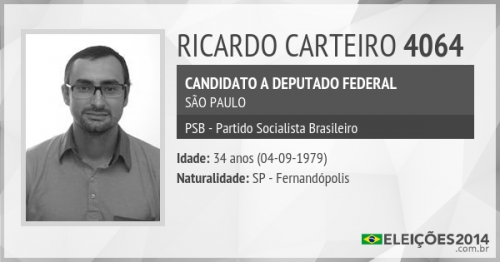 RICARDO CARTEIRO 4064
CANDIDATO A DEPUTADO FEDERAL
SÃO PAULO
PSB - Partido Socialista Brasileiro
Idade: 34 anos (04-09-1979)
Naturalidade: SP - Fernandópolis
ELEIÇÕES2014
.com.br